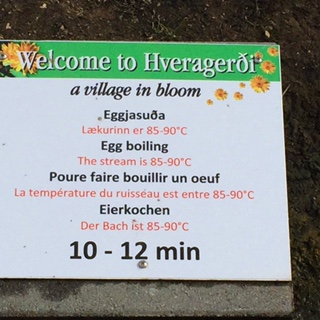 Welcome to Hveragerði
a village in bloom
Eggjasuða
Lækurinn er 85-90°C
Egg boiling
The stream is 85-90°C
Poure faire bouillir un oeuf
La température du ruisseau est entre 85-90°C
Eierkochen
Der Bach ist 85-90°C
10 - 12 min